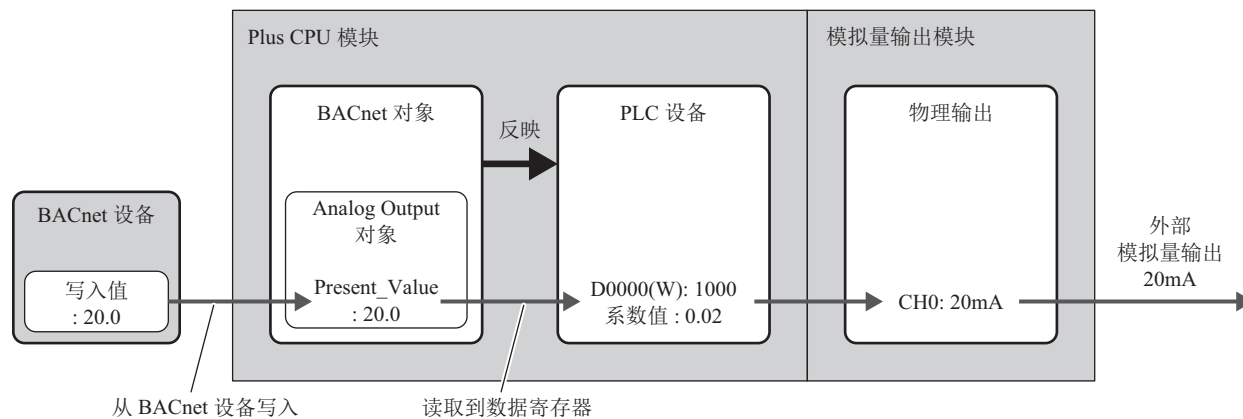 Plus CPU 模块
模拟量输出模块
BACnet 对象
反映
PLC 设备
物理输出
BACnet 设备
写入值
: 20.0
Analog Output
对象
Present_Value
: 20.0
D0000(W): 1000
系数值 : 0.02
CH0: 20mA
外部
模拟量输出
20mA
从 BACnet 设备写入
读取到数据寄存器